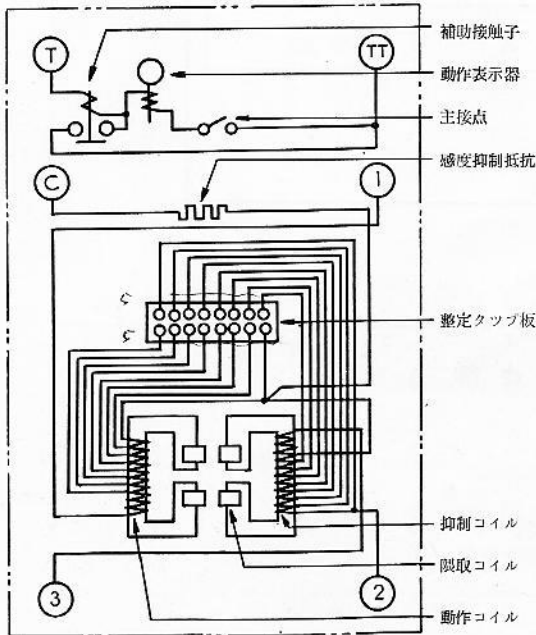 補助接触子
T
TT
動作表示器
主接点
感度抑制抵抗
C
1
整定タップ板
抑制コイル
隈取コイル
3
2
動作コイル